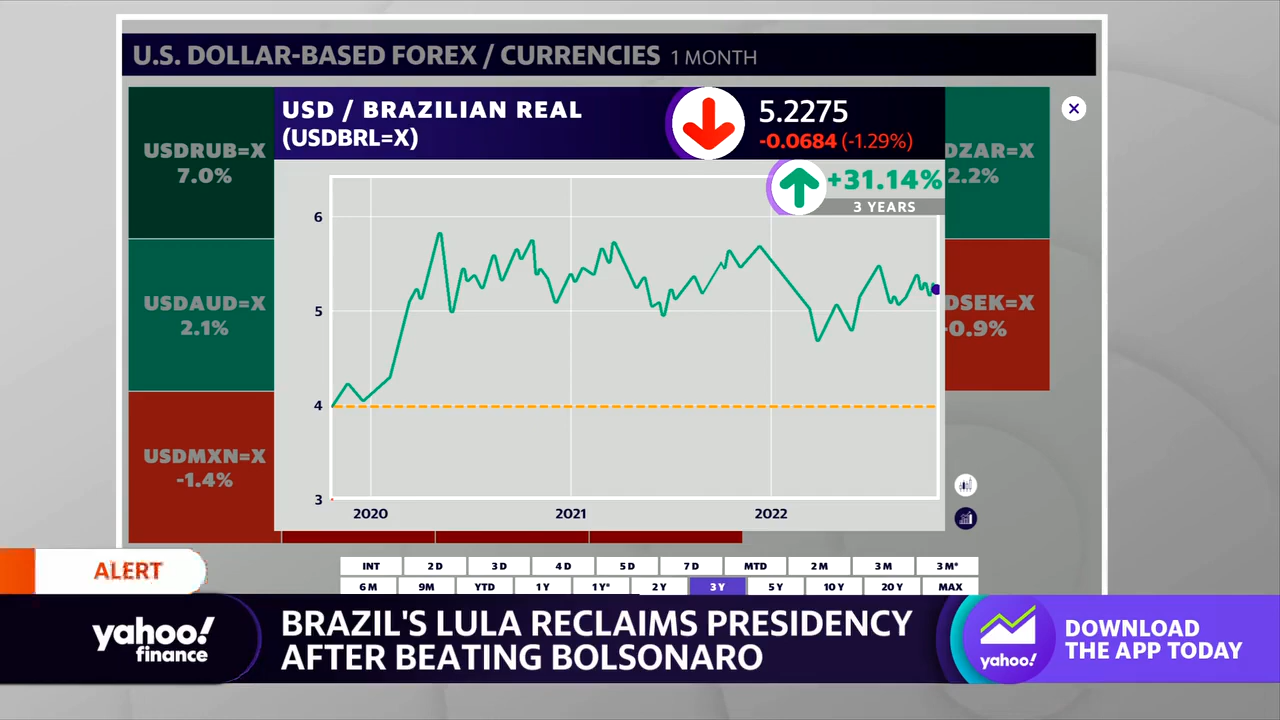 U.S. DOLLAR-BASED FOREX / CURRENCIES 1 MONTH
USDRUB=X
7.0%
USD / BRAZILIAN REAL
(USDBRL=X)
5.2275
-0.0684 (-1.29%)
+31.14%
3 YEARS
DZAR=X
2.2%
USDAUD=X
2.1%
DSEK=X
-0.9%
USDMXN=X
-1.4%
6
5
4
3
2020 2021 2022
INT 2 D 3 D 4 D 5 D 7 D MTD 2 M 3 M 3 M*
6 M 9M YTD 1 Y 1 Y* 2 Y 3 Y 5 Y 10 Y 20 Y MAX
ALERT
yahoo!
finance
BRAZIL'S LULA RECLAIMS PRESIDENCY
AFTER BEATING BOLSONARO
yahoo!
DOWNLOAD
THE APP TODAY